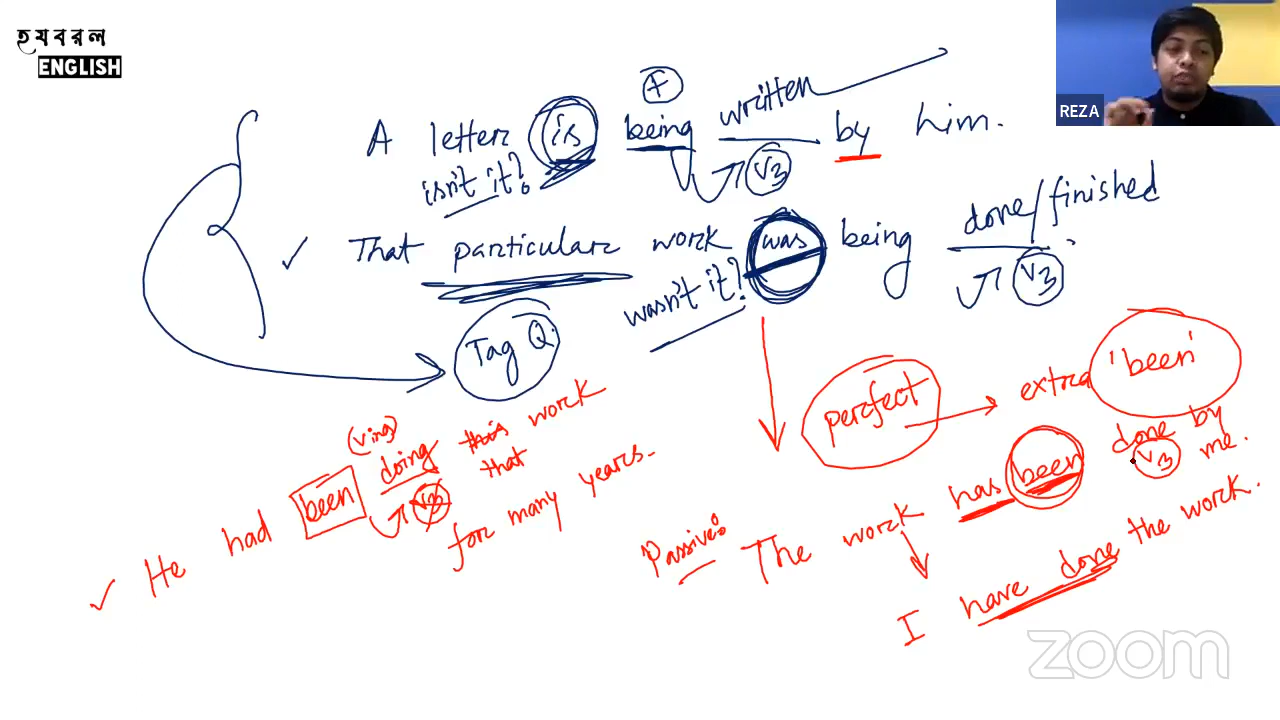 হযবরল
ENGLISH
REZA
+
A letter is being written by him.
isn't it?
V3
✓ That particular work was being done/finished
wasn't it?
V3
Tag Q.
perfect → extra 'been'
(Ving)
He had been doing this work
that
V3
for many years.
Passive: The work has been done by me.
V3
I have done the work.
zoom